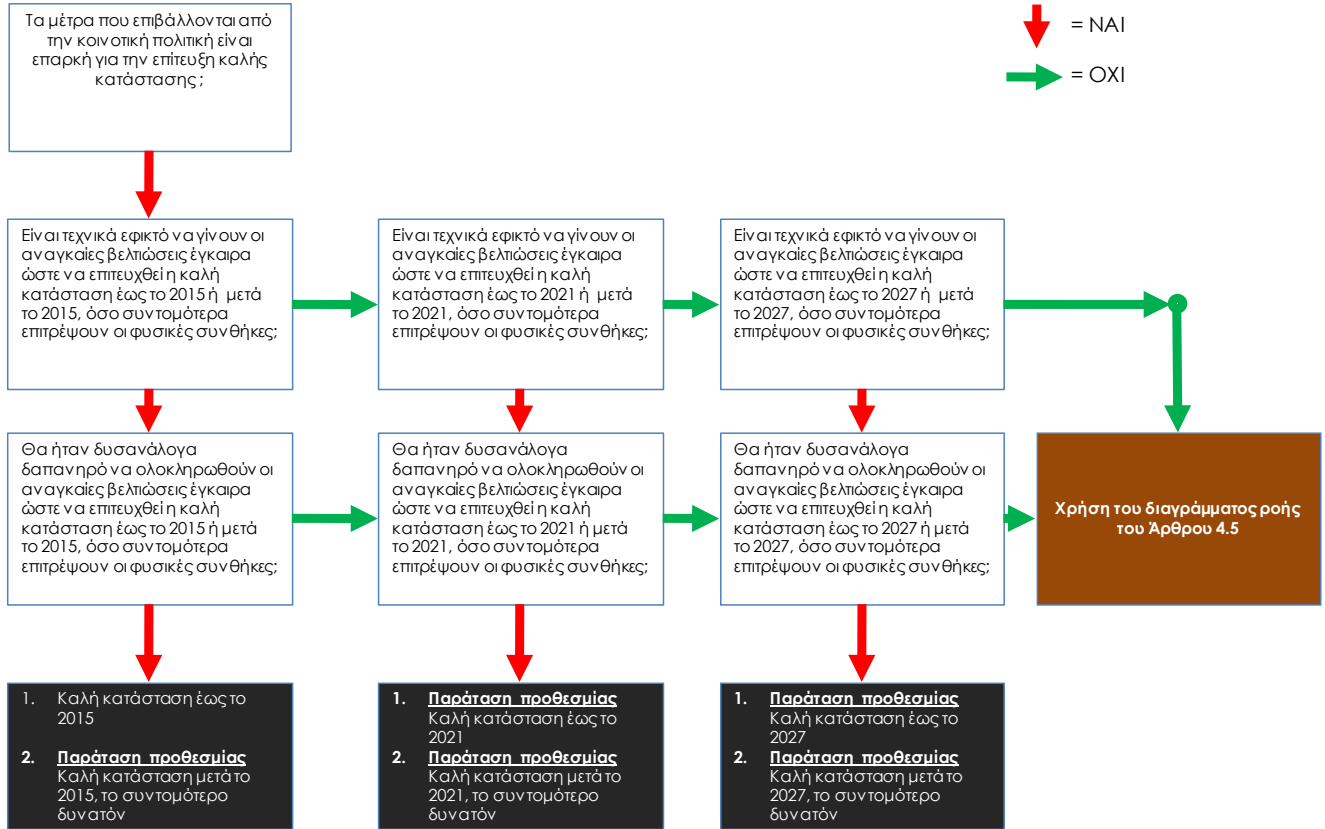 Τα μέτρα που επιβάλλονται από
την κοινοτική πολιτική είναι
επαρκή για την επίτευξη καλής
κατάστασης ;
= ΝΑΙ
= ΟΧΙ
Είναι τεχνικά εφικτό να γίνουν οι
αναγκαίες βελτιώσεις έγκαιρα
ώστε να επιτευχθεί η καλή
κατάσταση έως το 2015 ή μετά
το 2015, όσο συντομότερα
επιτρέψουν οι φυσικές συνθήκες;
Είναι τεχνικά εφικτό να γίνουν οι
αναγκαίες βελτιώσεις έγκαιρα
ώστε να επιτευχθεί η καλή
κατάσταση έως το 2021 ή μετά
το 2021, όσο συντομότερα
επιτρέψουν οι φυσικές συνθήκες;
Είναι τεχνικά εφικτό να γίνουν οι
αναγκαίες βελτιώσεις έγκαιρα
ώστε να επιτευχθεί η καλή
κατάσταση έως το 2027 ή μετά
το 2027, όσο συντομότερα
επιτρέψουν οι φυσικές συνθήκες;
Θα ήταν δυσανάλογα
δαπανηρό να ολοκληρωθούν οι
αναγκαίες βελτιώσεις έγκαιρα
ώστε να επιτευχθεί η καλή
κατάσταση έως το 2015 ή μετά
το 2015, όσο συντομότερα
επιτρέψουν οι φυσικές συνθήκες;
Θα ήταν δυσανάλογα
δαπανηρό να ολοκληρωθούν οι
αναγκαίες βελτιώσεις έγκαιρα
ώστε να επιτευχθεί η καλή
κατάσταση έως το 2021 ή μετά
το 2021, όσο συντομότερα
επιτρέψουν οι φυσικές συνθήκες;
Θα ήταν δυσανάλογα
δαπανηρό να ολοκληρωθούν οι
αναγκαίες βελτιώσεις έγκαιρα
ώστε να επιτευχθεί η καλή
κατάσταση έως το 2027 ή μετά
το 2027, όσο συντομότερα
επιτρέψουν οι φυσικές συνθήκες;
Χρήση του διαγράμματος ροής
του Άρθρου 4.5
1. Καλή κατάσταση έως το
2015
2. Παράταση προθεσμίας
Καλή κατάσταση μετά το
2015, το συντομότερο
δυνατόν
1. Παράταση προθεσμίας
Καλή κατάσταση έως το
2021
2. Παράταση προθεσμίας
Καλή κατάσταση μετά το
2021, το συντομότερο
δυνατόν
1. Παράταση προθεσμίας
Καλή κατάσταση έως το
2027
2. Παράταση προθεσμίας
Καλή κατάσταση μετά το
2027, το συντομότερο
δυνατόν